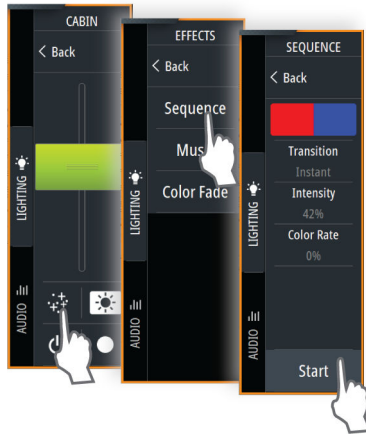 CABIN
Back
LIGHTING
AUDIO
EFFECTS
Back
Sequence
Mus
Color Fade
LIGHTING
AUDIO
SEQUENCE
Back
Transition
Instant
Intensity
42%
Color Rate
0%
Start
LIGHTING
AUDIO